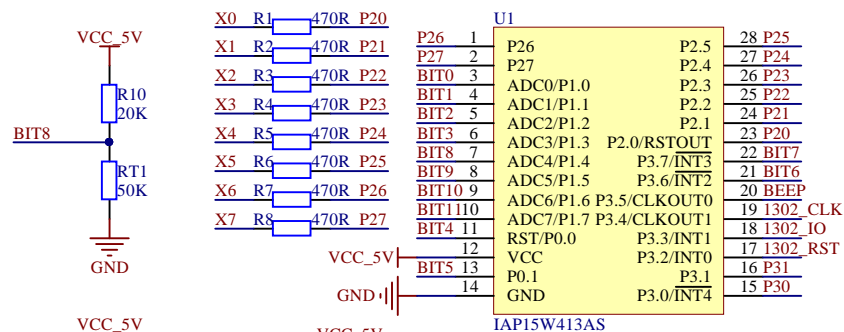 VCC_5V
R10
20K
BIT8
RT1
50K
GND
VCC_5V
X0 R1 470R P20
X1 R2 470R P21
X2 R3 470R P22
X3 R4 470R P23
X4 R5 470R P24
X5 R6 470R P25
X6 R7 470R P26
X7 R8 470R P27
U1
P26 1 P26 P2.5 28 P25
P27 2 P27 P2.4 27 P24
BIT0 3 ADC0/P1.0 P2.3 26 P23
BIT1 4 ADC1/P1.1 P2.2 25 P22
BIT2 5 ADC2/P1.2 P2.1 24 P21
BIT3 6 ADC3/P1.3 P2.0/RSTOUT 23 P20
BIT8 7 ADC4/P1.4 P3.7/INT3 22 BIT7
BIT9 8 ADC5/P1.5 P3.6/INT2 21 BIT6
BIT10 9 ADC6/P1.6 P3.5/CLKOUT0 20 BEEP
BIT11 10 ADC7/P1.7 P3.4/CLKOUT1 19 1302_CLK
BIT4 11 RST/P0.0 P3.3/INT1 18 1302_IO
VCC_5V 12 VCC P3.2/INT0 17 1302_RST
BIT5 13 P0.1 P3.1 16 P31
GND 14 GND P3.0/INT4 15 P30
IAP15W413AS
VCC_5V